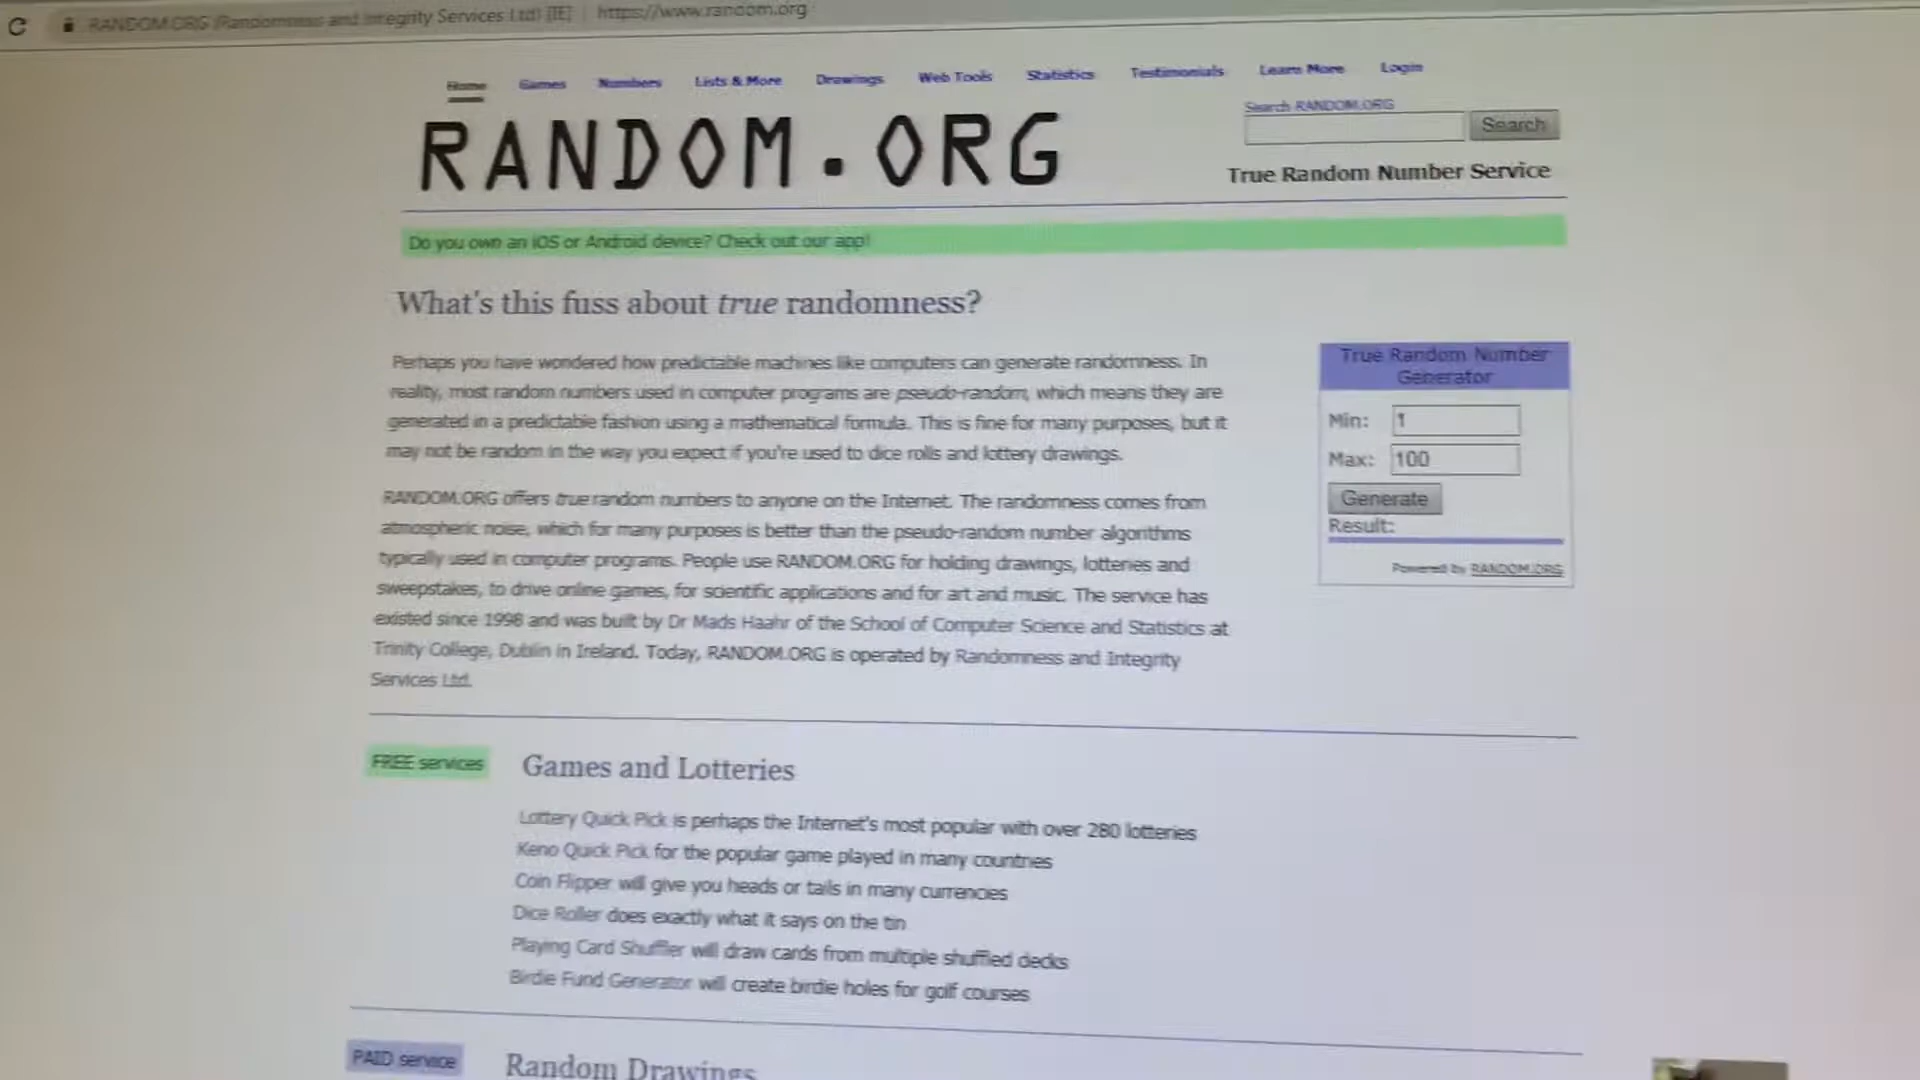 RANDOM.ORG (Randomness and Integrity Services Ltd) [IE] | https://www.random.org
Home Games Numbers Lists & More Drawings Web Tools Statistics Testimonials Learn More Login
RANDOM.ORG
Search RANDOM.ORG
Search
True Random Number Service
Do you own an iOS or Android device? Check out our app!
What's this fuss about true randomness?
Perhaps you have wondered how predictable machines like computers can generate randomness. In
reality, most random numbers used in computer programs are pseudo-random, which means they are
generated in a predictable fashion using a mathematical formula. This is fine for many purposes, but it
may not be random in the way you expect if you're used to dice rolls and lottery drawings.
RANDOM.ORG offers true random numbers to anyone on the Internet. The randomness comes from
atmospheric noise, which for many purposes is better than the pseudo-random number algorithms
typically used in computer programs. People use RANDOM.ORG for holding drawings, lotteries and
sweepstakes, to drive online games, for scientific applications and for art and music. The service has
existed since 1998 and was built by Dr Mads Haahr of the School of Computer Science and Statistics at
Trinity College, Dublin in Ireland. Today, RANDOM.ORG is operated by Randomness and Integrity
Services Ltd.
True Random Number
Generator
Min: 1
Max: 100
Generate
Result:
Powered by RANDOM.ORG
FREE services
Games and Lotteries
Lottery Quick Pick is perhaps the Internet's most popular with over 280 lotteries
Keno Quick Pick for the popular game played in many countries
Coin Flipper will give you heads or tails in many currencies
Dice Roller does exactly what it says on the tin
Playing Card Shuffler will draw cards from multiple shuffled decks
Birdie Fund Generator will create birdie holes for golf courses
PAID service
Random Drawings